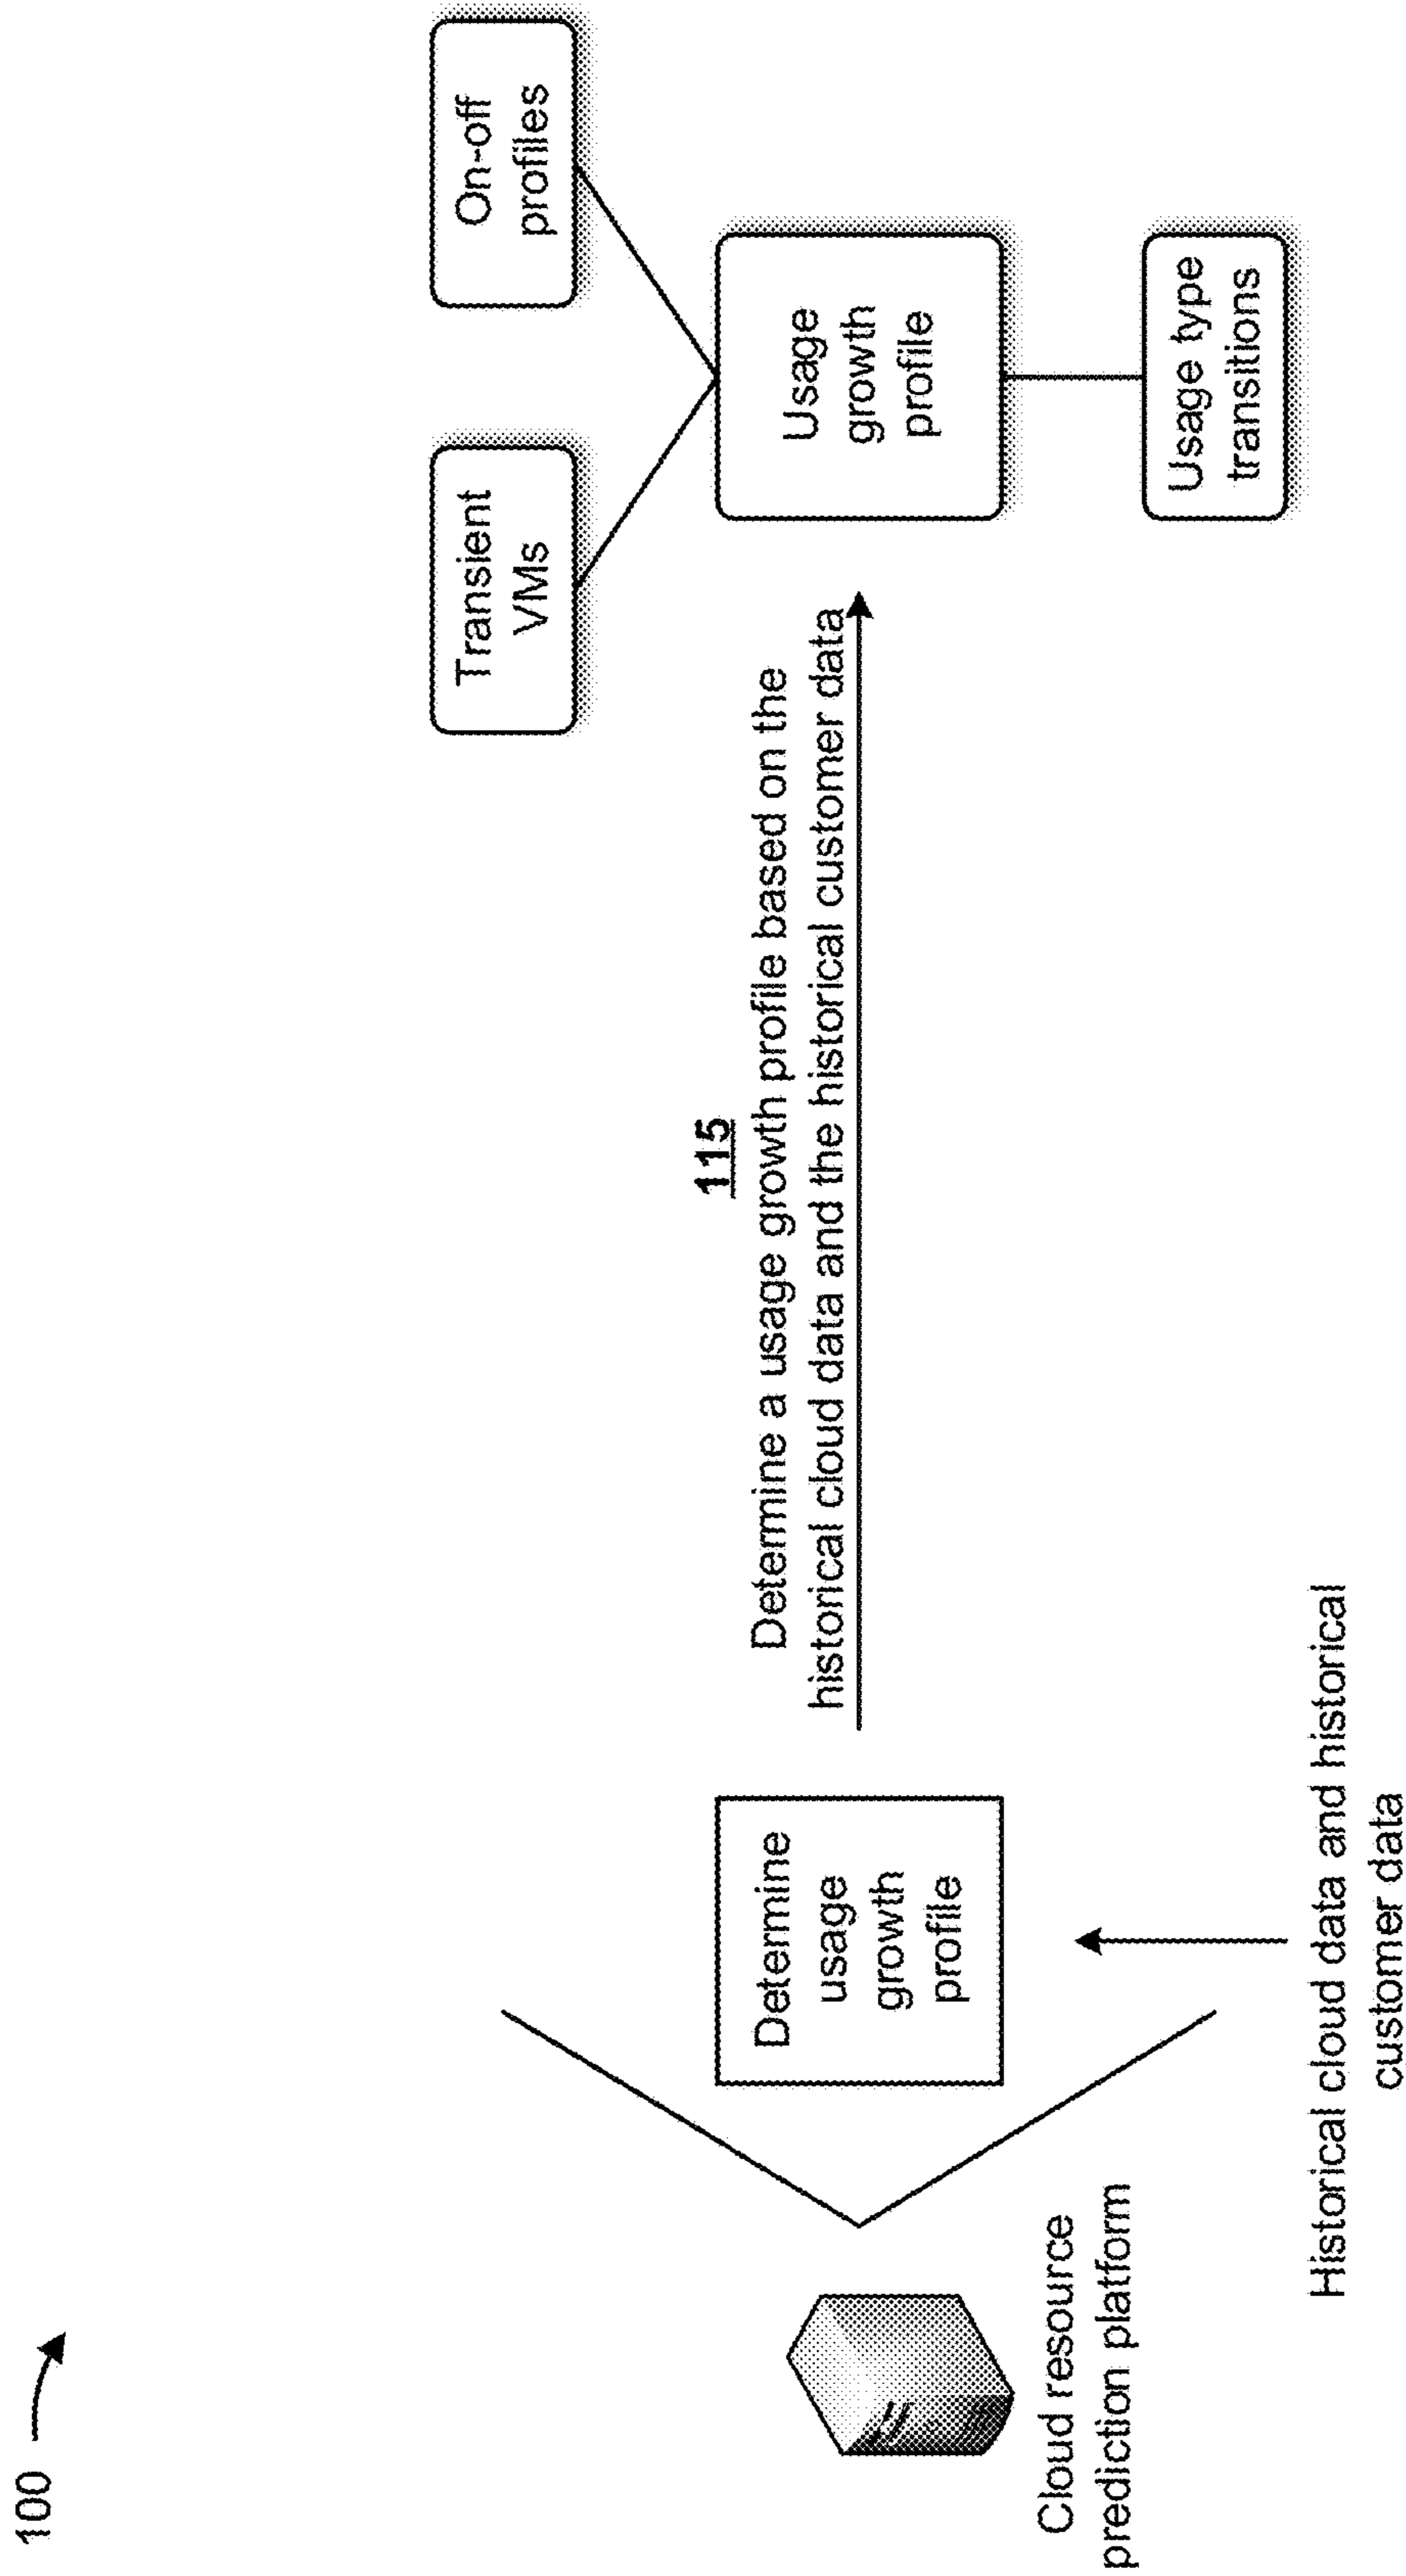 100
Cloud resource
prediction platform
Determine
usage
growth
profile
Historical cloud data and historical
customer data
115
Determine a usage growth profile based on the
historical cloud data and the historical customer data
Transient
VMs
On-off
profiles
Usage
growth
profile
Usage type
transitions